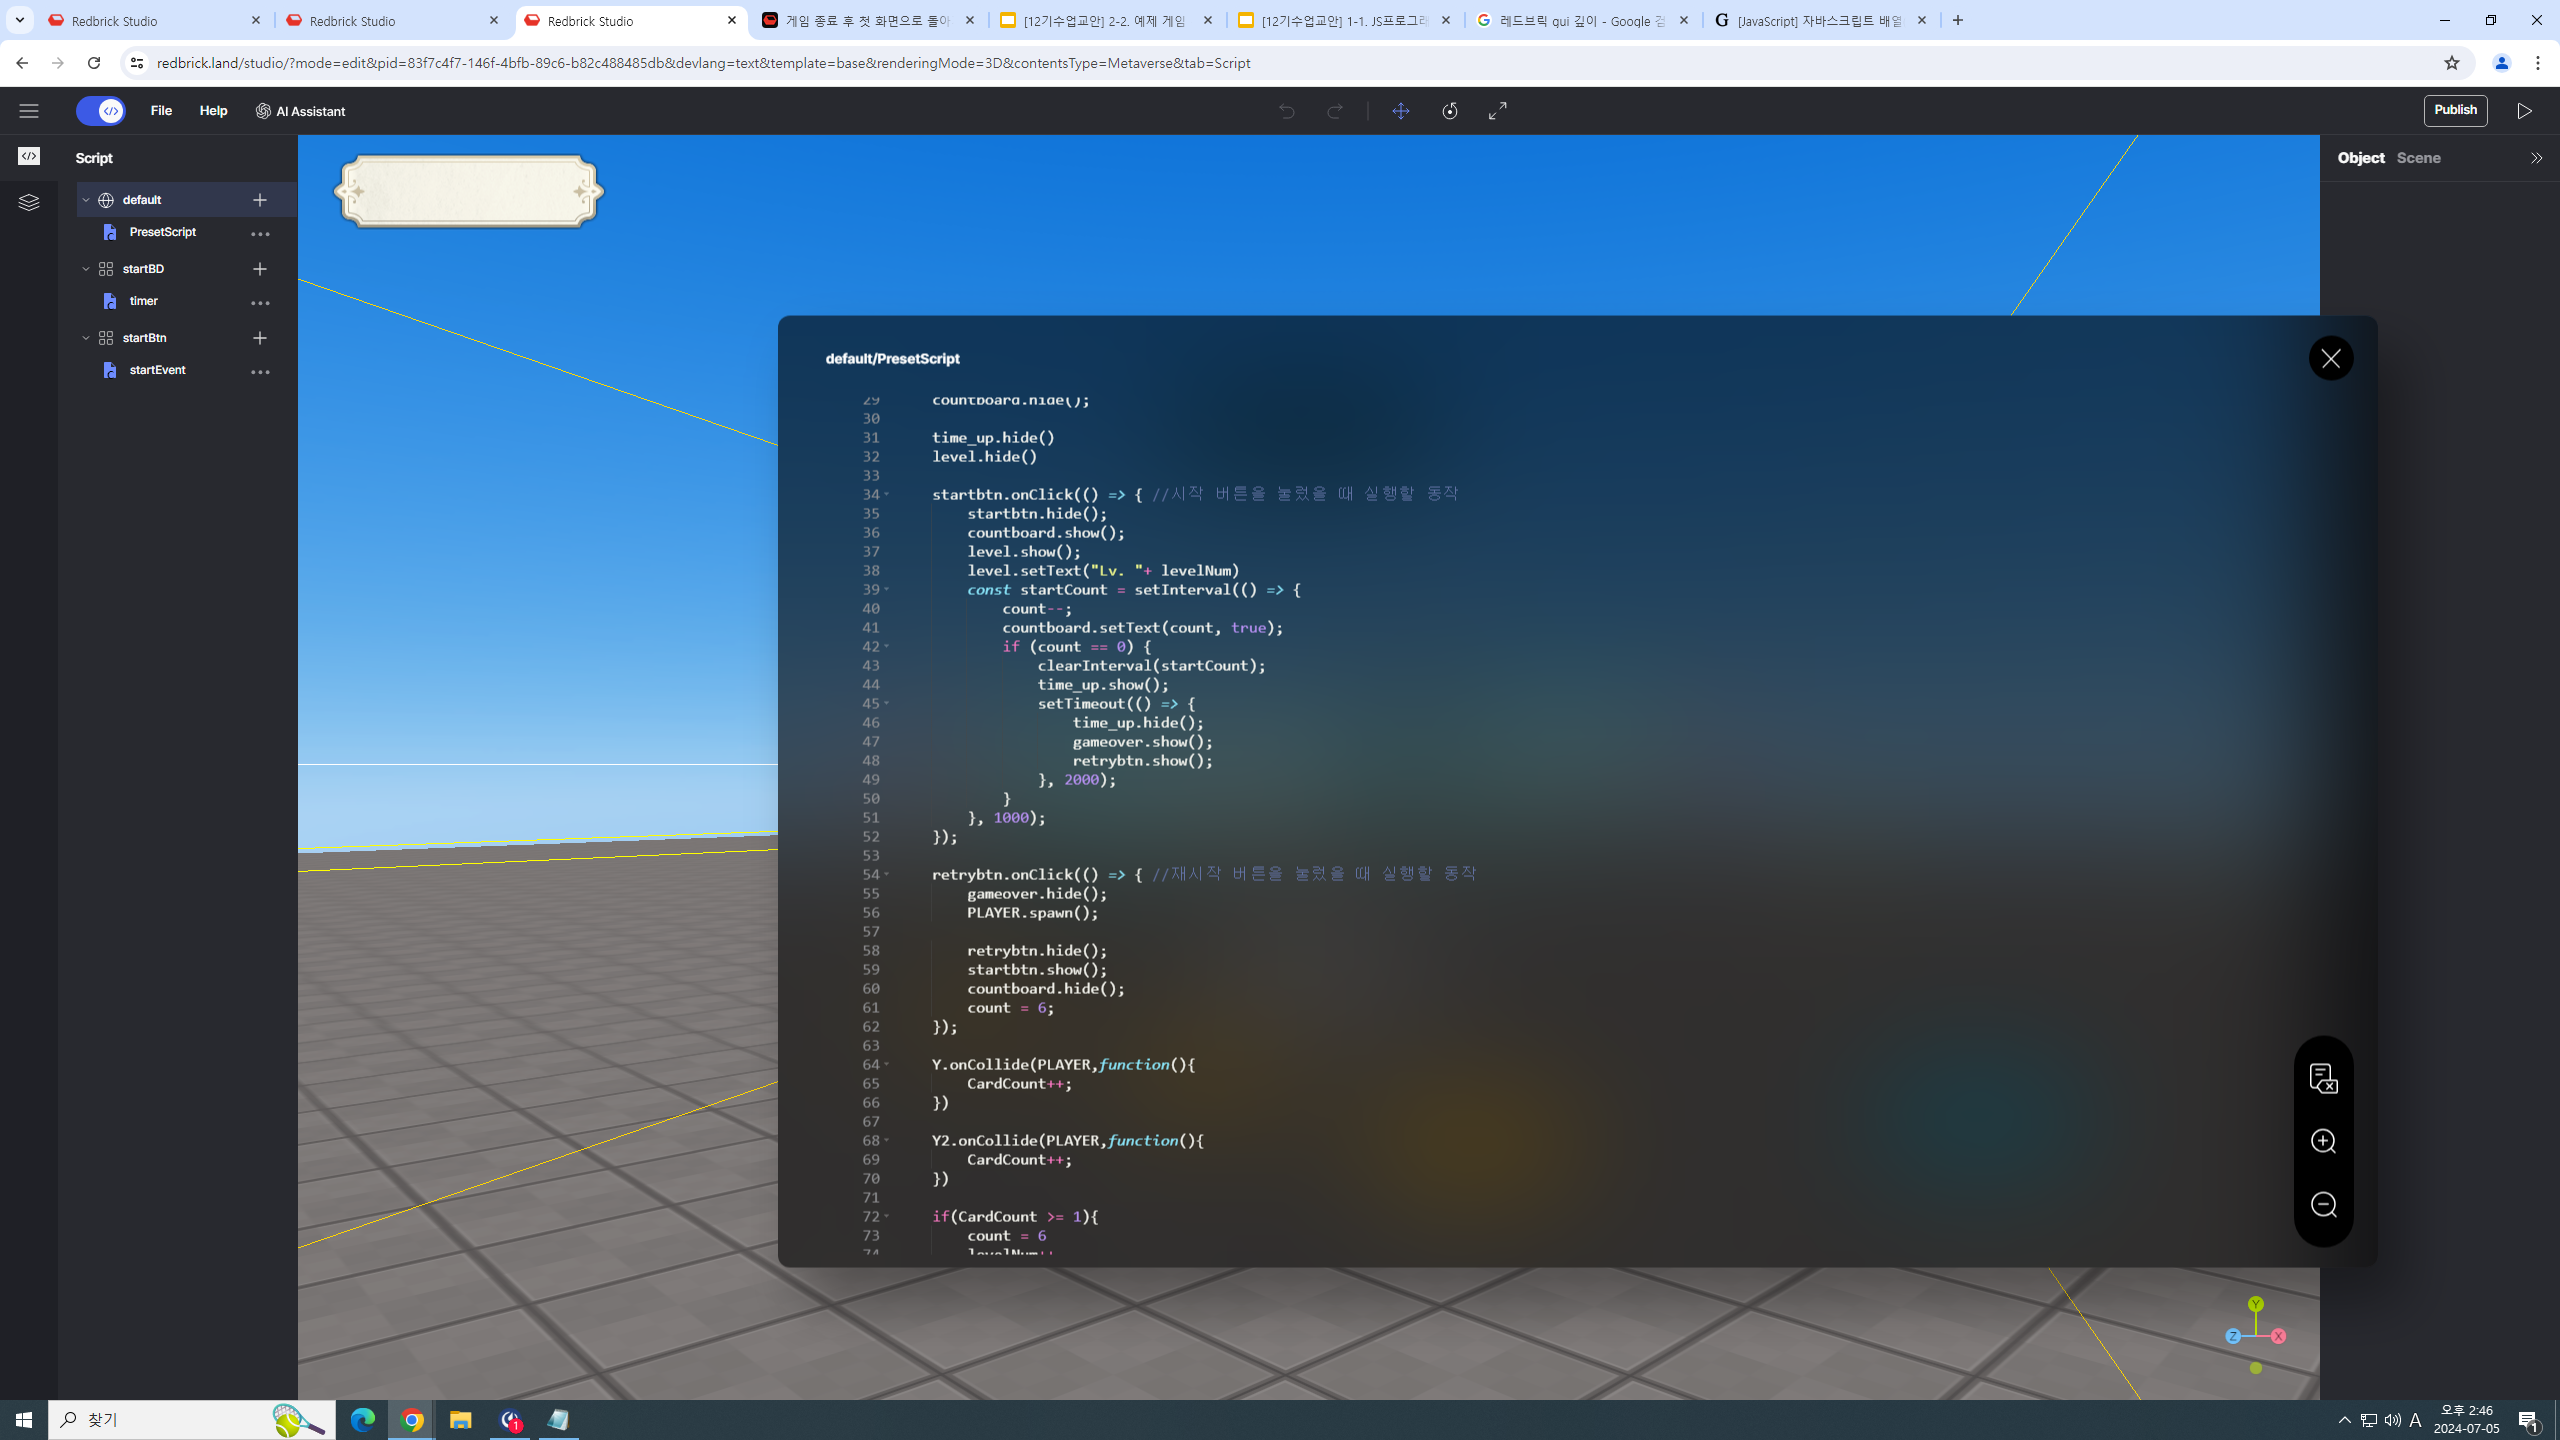 Redbrick Studio
Redbrick Studio
Redbrick Studio
게임 종료 후 첫 화면으로 돌아
[12기수업교안] 2-2. 예제 게임
[12기수업교안] 1-1. JS프로그래
레드브릭 gui 깊이 - Google 검
[JavaScript] 자바스크립트 배열
redbrick.land/studio/?mode=edit&pid=83f7c4f7-146f-4bfb-89c6-b82c488485db&devlang=text&template=base&renderingMode=3D&contentsType=Metaverse&tab=Script
File
Help
AI Assistant
Publish
Script
Object
Scene
default
PresetScript
startBD
timer
startBtn
startEvent
default/PresetScript
29 countboard.hide();
30
31 time_up.hide()
32 level.hide()
33
34 startbtn.onClick(() => { //시작 버튼을 눌렀을 때 실행할 동작
35 startbtn.hide();
36 countboard.show();
37 level.show();
38 level.setText("Lv. "+ levelNum)
39 const startCount = setInterval(() => {
40 count--;
41 countboard.setText(count, true);
42 if (count == 0) {
43 clearInterval(startCount);
44 time_up.show();
45 setTimeout(() => {
46 time_up.hide();
47 gameover.show();
48 retrybtn.show();
49 }, 2000);
50 }
51 }, 1000);
52 });
53
54 retrybtn.onClick(() => { //재시작 버튼을 눌렀을 때 실행할 동작
55 gameover.hide();
56 PLAYER.spawn();
57
58 retrybtn.hide();
59 startbtn.show();
60 countboard.hide();
61 count = 6;
62 });
63
64 Y.onCollide(PLAYER,function(){
65 CardCount++;
66 })
67
68 Y2.onCollide(PLAYER,function(){
69 CardCount++;
70 })
71
72 if(CardCount >= 1){
73 count = 6
74 levelNum++
Y
Z
X
찾기
1
A
오후 2:46
2024-07-05
1